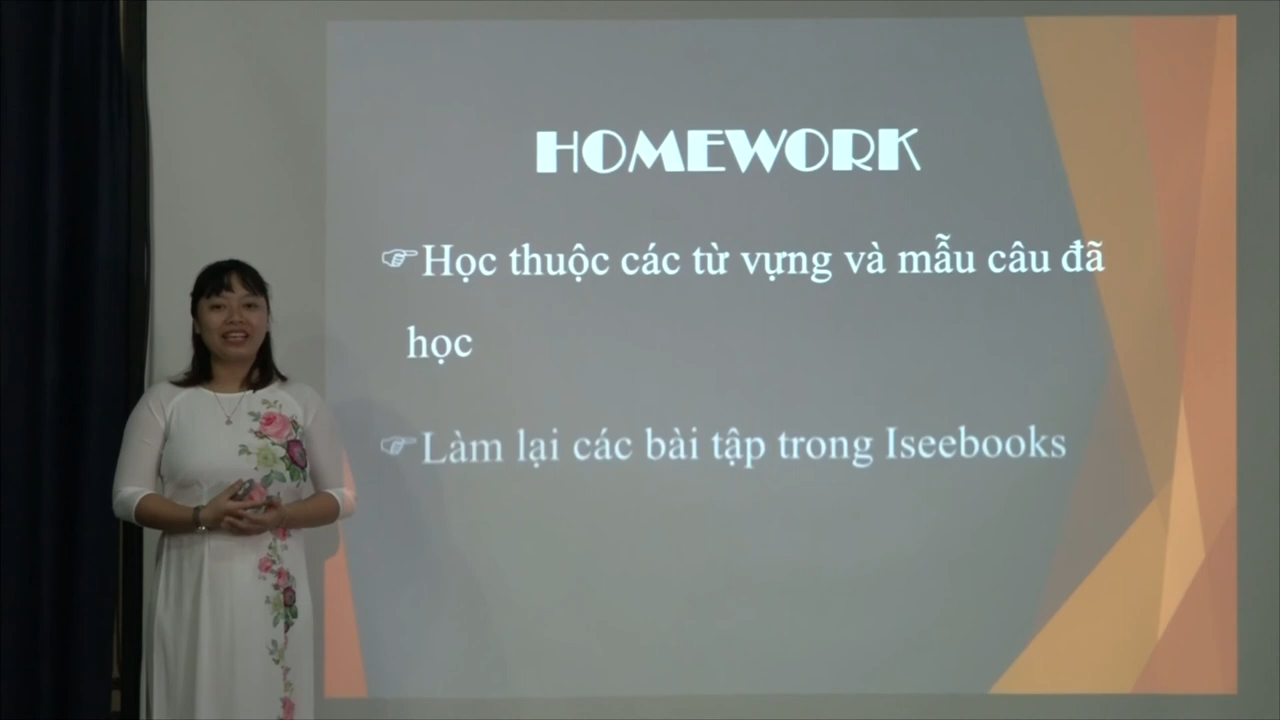 HOMEWORK
☞Học thuộc các từ vựng và mẫu câu đã
học
☞Làm lại các bài tập trong Iseebooks